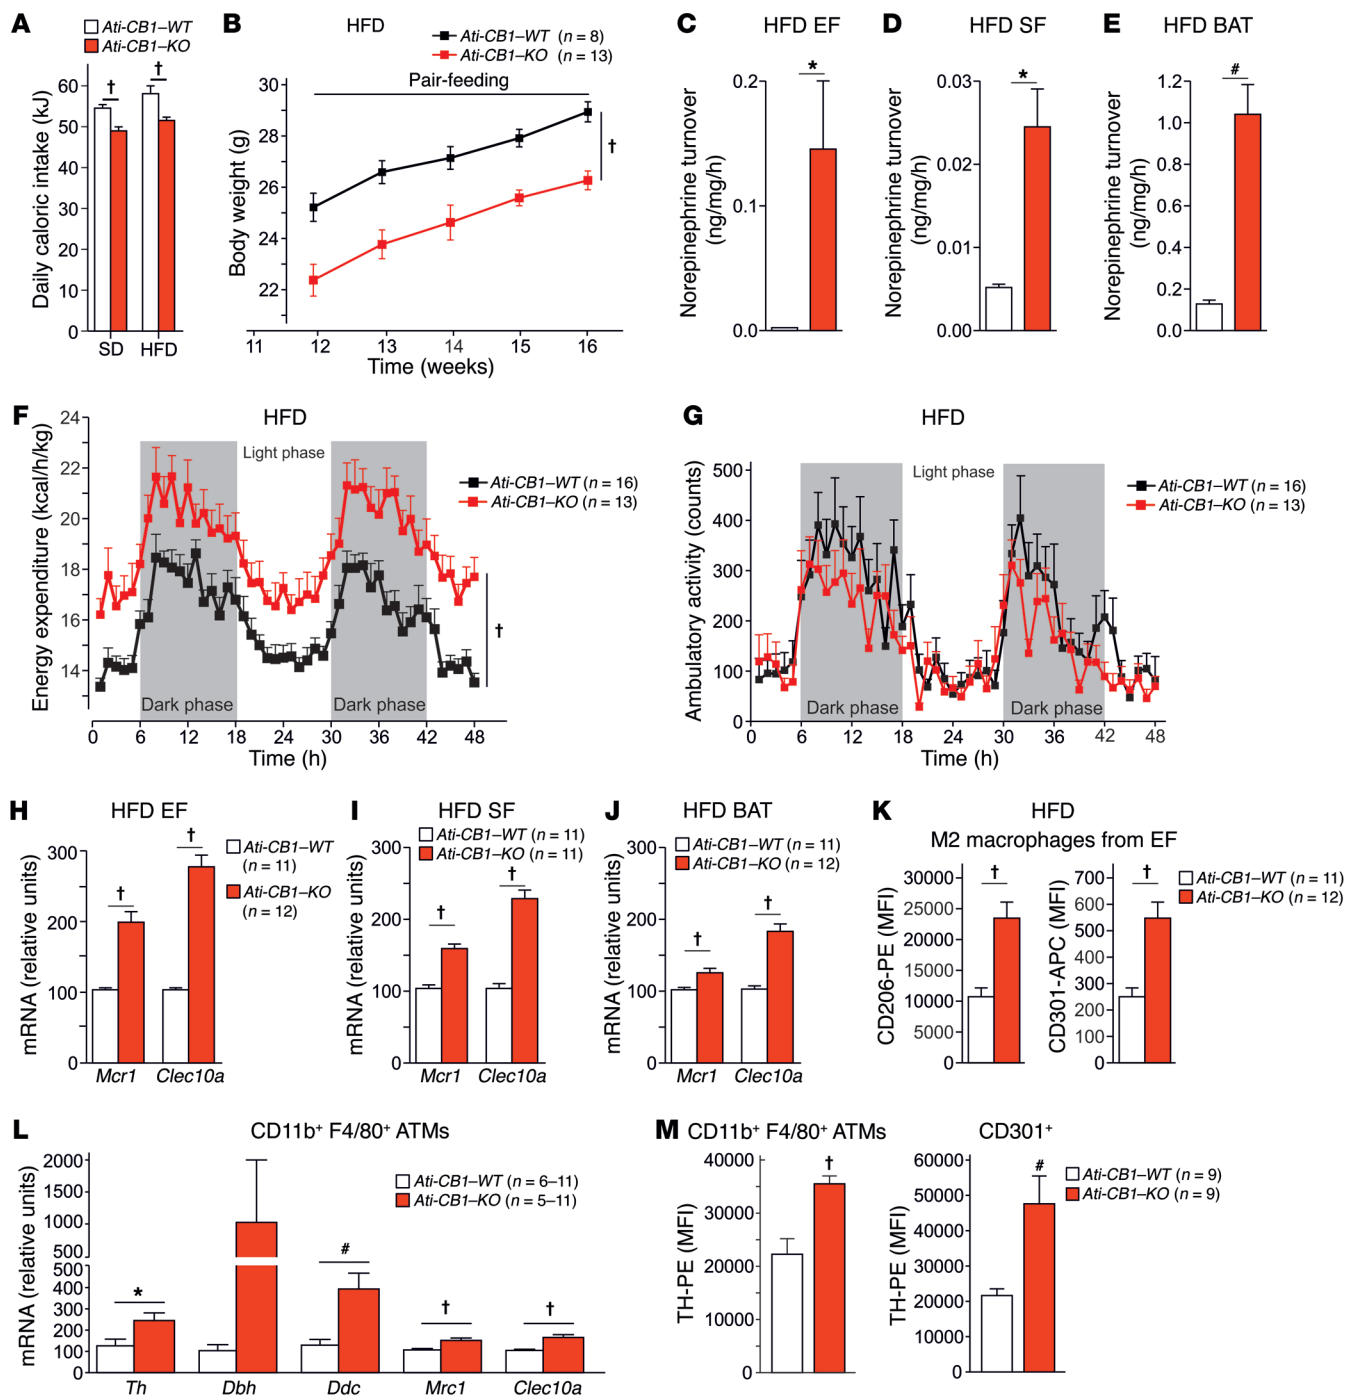 A
Ati-CB1–WT
Ati-CB1–KO
Daily caloric intake (kJ)
60
50
40
30
20
10
0
† †
SD HFD
B
HFD
Ati-CB1–WT (n = 8)
Ati-CB1–KO (n = 13)
Pair-feeding
Body weight (g)
30
28
26
24
22
†
11 12 13 14 15 16
Time (weeks)
C
HFD EF
Norepinephrine turnover
(ng/mg/h)
0.2
0.1
0.0
*
D
HFD SF
Norepinephrine turnover
(ng/mg/h)
0.03
0.02
0.01
0.00
*
E
HFD BAT
Norepinephrine turnover
(ng/mg/h)
1.2
1.0
0.8
0.6
0.4
0.2
0.0
#
F
HFD
Energy expenditure (kcal/h/kg)
24
22
20
18
16
14
Light phase
Ati-CB1–WT (n = 16)
Ati-CB1–KO (n = 13)
†
Dark phase Dark phase
0 6 12 18 24 30 36 42 48
Time (h)
G
HFD
Ambulatory activity (counts)
500
400
300
200
100
0
Light phase
Ati-CB1–WT (n = 16)
Ati-CB1–KO (n = 13)
Dark phase Dark phase
0 6 12 18 24 30 36 42 48
Time (h)
H
HFD EF
Ati-CB1–WT
(n = 11)
Ati-CB1–KO
(n = 12)
mRNA (relative units)
300
200
100
0
† †
Mcr1 Clec10a
I
HFD SF
Ati-CB1–WT (n = 11)
Ati-CB1–KO (n = 11)
mRNA (relative units)
300
200
100
0
† †
Mcr1 Clec10a
J
HFD BAT
Ati-CB1–WT (n = 11)
Ati-CB1–KO (n = 12)
mRNA (relative units)
300
200
100
0
† †
Mcr1 Clec10a
K
HFD
M2 macrophages from EF
CD206-PE (MFI)
30000
25000
20000
15000
10000
5000
0
†
CD301-APC (MFI)
700
600
500
400
300
200
100
0
†
Ati-CB1–WT (n = 11)
Ati-CB1–KO (n = 12)
L
CD11b+ F4/80+ ATMs
Ati-CB1–WT (n = 6–11)
Ati-CB1–KO (n = 5–11)
mRNA (relative units)
2000
1500
1000
500
500
400
300
200
100
0
* # † †
Th Dbh Ddc Mrc1 Clec10a
M
CD11b+ F4/80+ ATMs
TH-PE (MFI)
40000
30000
20000
10000
0
†
CD301+
TH-PE (MFI)
60000
50000
40000
30000
20000
10000
0
#
Ati-CB1–WT (n = 9)
Ati-CB1–KO (n = 9)